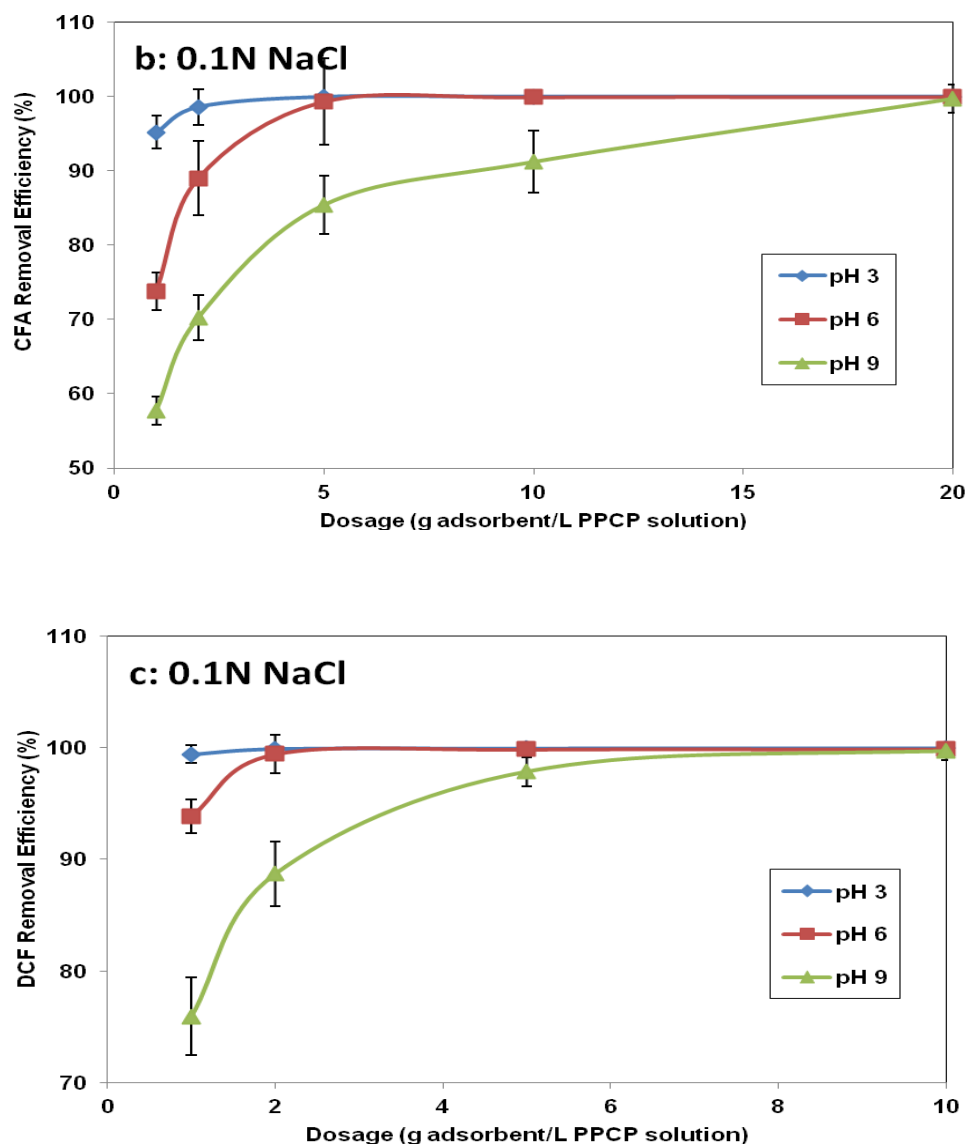 110
b: 0.1N NaCl
100
90
80
70
60
50
CFA Removal Efficiency (%)
pH 3
pH 6
pH 9
0 5 10 15 20
Dosage (g adsorbent/L PPCP solution)
110
c: 0.1N NaCl
100
90
80
70
DCF Removal Efficiency (%)
pH 3
pH 6
pH 9
0 2 4 6 8 10
Dosage (g adsorbent/L PPCP solution)